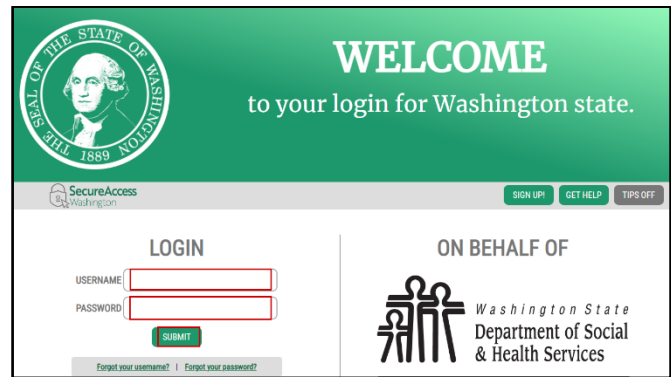 THE SEAL OF THE STATE OF WASHINGTON
1889
WELCOME
to your login for Washington state.
SecureAccess
Washington
SIGN UP!
GET HELP
TIPS OFF
LOGIN
USERNAME
PASSWORD
SUBMIT
Forgot your username? | Forgot your password?
ON BEHALF OF
Washington State
Department of Social
& Health Services